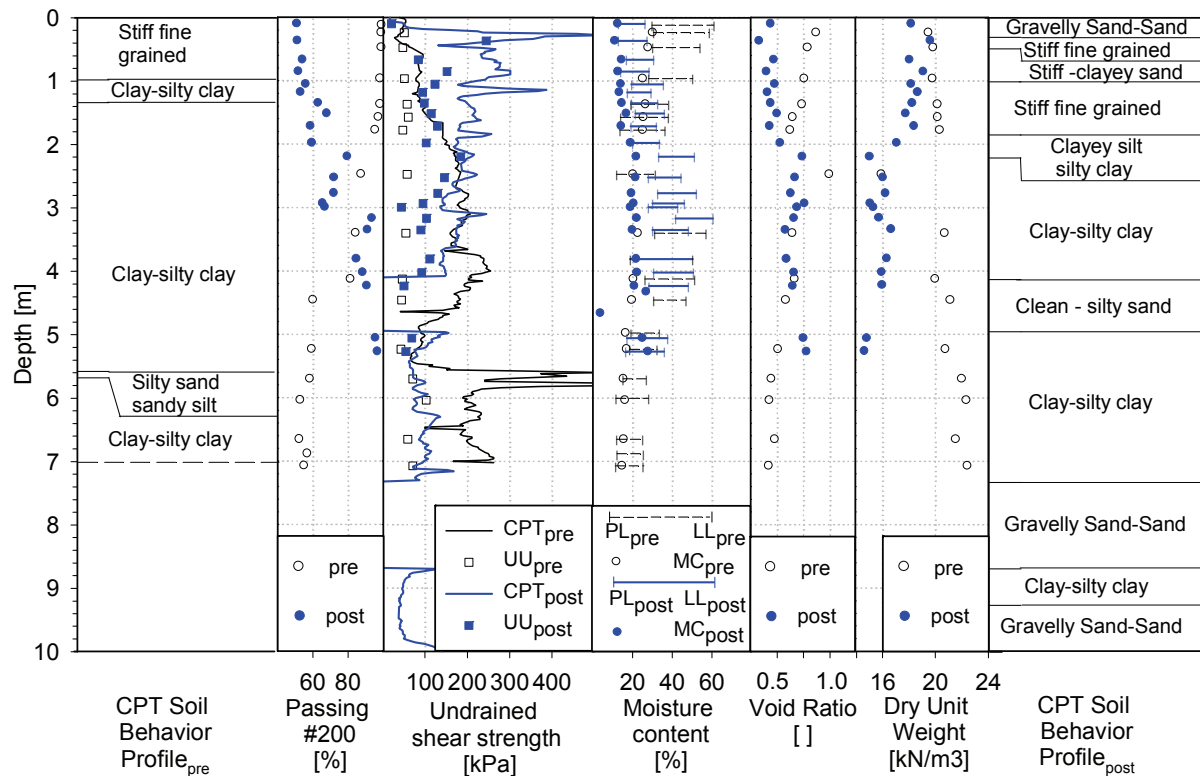 0
1
2
3
4
5
6
7
8
9
10
Depth [m]
Stiff fine
grained
Clay-silty clay
Clay-silty clay
Silty sand
sandy silt
Clay-silty clay
pre
post
CPTpre
UUpre
CPTpost
UUpost
PLpre LLpre
MCpre
PLpost LLpost
MCpost
pre
post
pre
post
Gravelly Sand-Sand
Stiff fine grained
Stiff -clayey sand
Stiff fine grained
Clayey silt
silty clay
Clay-silty clay
Clean - silty sand
Clay-silty clay
Gravelly Sand-Sand
Clay-silty clay
Gravelly Sand-Sand
60 80
100 200 300 400
20 40 60
0.5 1.0
16 20 24
CPT Soil
Behavior
Profilepre
Passing
#200
[%]
Undrained
shear strength
[kPa]
Moisture
content
[%]
Void Ratio
[ ]
Dry Unit
Weight
[kN/m3]
CPT Soil
Behavior
Profilepost